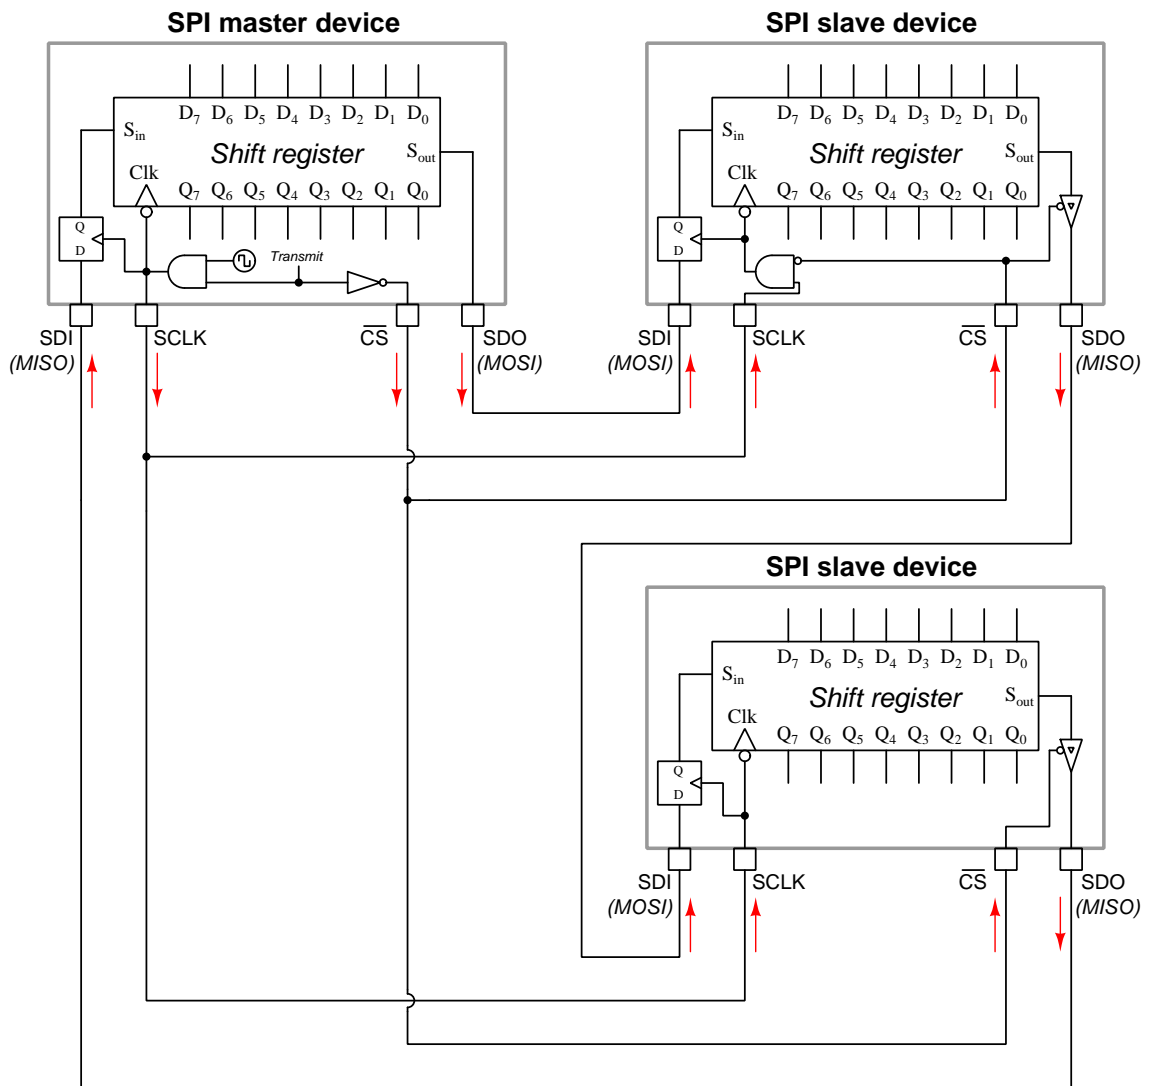 SPI master device
D7 D6 D5 D4 D3 D2 D1 D0
Sin
Shift register
Sout
Clk
Q7 Q6 Q5 Q4 Q3 Q2 Q1 Q0
Q
D
Transmit
SDI
(MISO)
SCLK
C̅S̅
SDO
(MOSI)
SPI slave device
D7 D6 D5 D4 D3 D2 D1 D0
Sin
Shift register
Sout
Clk
Q7 Q6 Q5 Q4 Q3 Q2 Q1 Q0
Q
D
SDI
(MOSI)
SCLK
C̅S̅
SDO
(MISO)
SPI slave device
D7 D6 D5 D4 D3 D2 D1 D0
Sin
Shift register
Sout
Clk
Q7 Q6 Q5 Q4 Q3 Q2 Q1 Q0
Q
D
SDI
(MOSI)
SCLK
C̅S̅
SDO
(MISO)